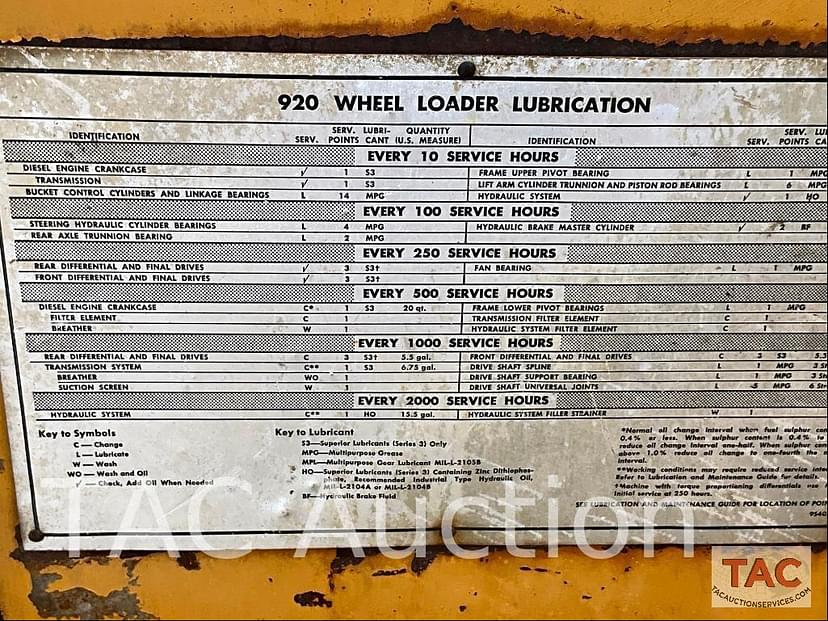 920 WHEEL LOADER LUBRICATION
IDENTIFICATION SERV. SERV. POINTS LUBRI-CANT QUANTITY (U.S. MEASURE) IDENTIFICATION SERV. SERV. POINTS
EVERY 10 SERVICE HOURS
DIESEL ENGINE CRANKCASE √ 1 S3 FRAME UPPER PIVOT BEARING L 1 MPG
TRANSMISSION √ 1 S3 LIFT ARM CYLINDER TRUNNION AND PISTON ROD BEARINGS L 6 MPG
BUCKET CONTROL CYLINDERS AND LINKAGE BEARINGS L 14 MPG HYDRAULIC SYSTEM √ 1 HO
EVERY 100 SERVICE HOURS
STEERING HYDRAULIC CYLINDER BEARINGS L 4 MPG HYDRAULIC BRAKE MASTER CYLINDER √ 2 BF
REAR AXLE TRUNNION BEARING L 2 MPG
EVERY 250 SERVICE HOURS
REAR DIFFERENTIAL AND FINAL DRIVES √ 3 S3† FAN BEARING L 1 MPG
FRONT DIFFERENTIAL AND FINAL DRIVES √ 3 S3†
EVERY 500 SERVICE HOURS
DIESEL ENGINE CRANKCASE C* 1 S3 20 qt. FRAME LOWER PIVOT BEARINGS L 1 MPG
FILTER ELEMENT C 1 TRANSMISSION FILTER ELEMENT C 1
BREATHER W 1 HYDRAULIC SYSTEM FILTER ELEMENT C 1
EVERY 1000 SERVICE HOURS
REAR DIFFERENTIAL AND FINAL DRIVES C 3 S3† 5.5 gal. FRONT DIFFERENTIAL AND FINAL DRIVES C 3 S3 5.3
TRANSMISSION SYSTEM C** 1 S3 6.75 gal. DRIVE SHAFT SPLINE L 1 MPG 3
BREATHER WO 1 DRIVE SHAFT SUPPORT BEARING L 1 MPG 3
SUCTION SCREEN W 1 DRIVE SHAFT UNIVERSAL JOINTS L 5 MPG 6
EVERY 2000 SERVICE HOURS
HYDRAULIC SYSTEM C** 1 HO 15.5 gal. HYDRAULIC SYSTEM FILLER STRAINER W 1
Key to Symbols
C — Change
L — Lubricate
W — Wash
WO — Wash and Oil
√ — Check, Add Oil When Needed
Key to Lubricant
S3—Superior Lubricants (Series 3) Only
MPG—Multipurpose Grease
MPL—Multipurpose Gear Lubricant MIL-L-2105B
HO—Superior Lubricants (Series 3) Containing Zinc Dithiophos-
phate, Recommended Industrial Type Hydraulic Oil,
MIL-L-2104A or MIL-L-2104B
BF—Hydraulic Brake Fluid
*Normal oil change interval when fuel sulphur
0.4% or less. When sulphur content is 0.4% to
reduce oil change interval one-half. When
above 1.0% reduce oil change to one-fourth the
interval.
**Working conditions may require reduced service
Refer to Lubrication and Maintenance Guide for details.
†Machine with torque proportioning differentials
initial service at 250 hours.
SEE LUBRICATION AND MAINTENANCE GUIDE FOR LOCATION OF
TAC Auction
TAC
TACAUCTIONSERVICES.COM